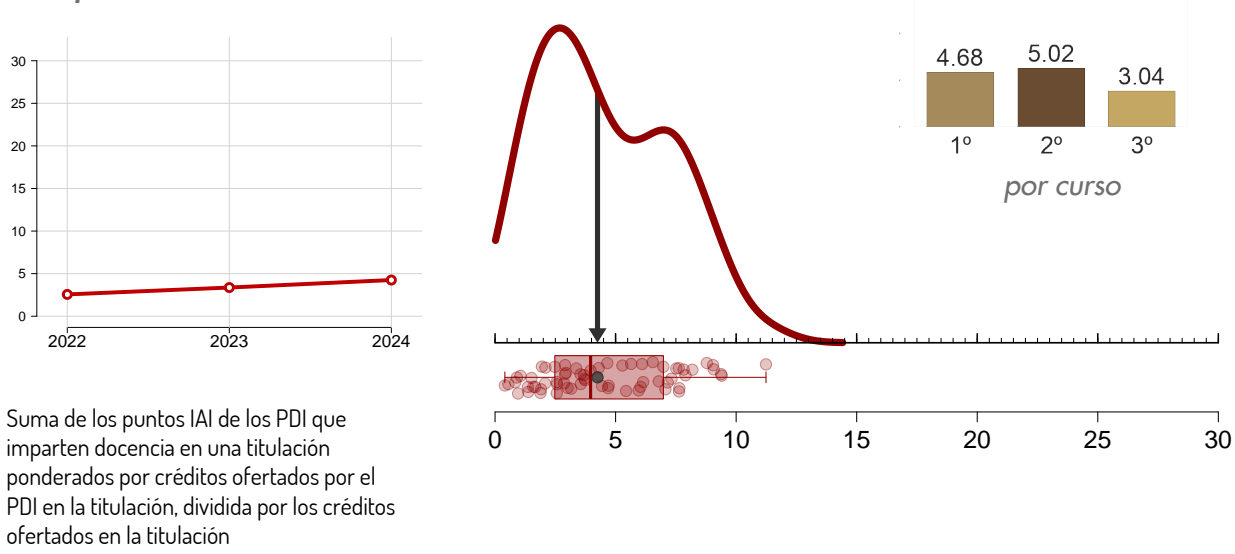 30
25
20
15
10
5
0
2022 2023 2024
4.68 5.02 3.04
1º 2º 3º
por curso
0 5 10 15 20 25 30
Suma de los puntos IAI de los PDI que
imparten docencia en una titulación
ponderados por créditos ofertados por el
PDI en la titulación, dividida por los créditos
ofertados en la titulación